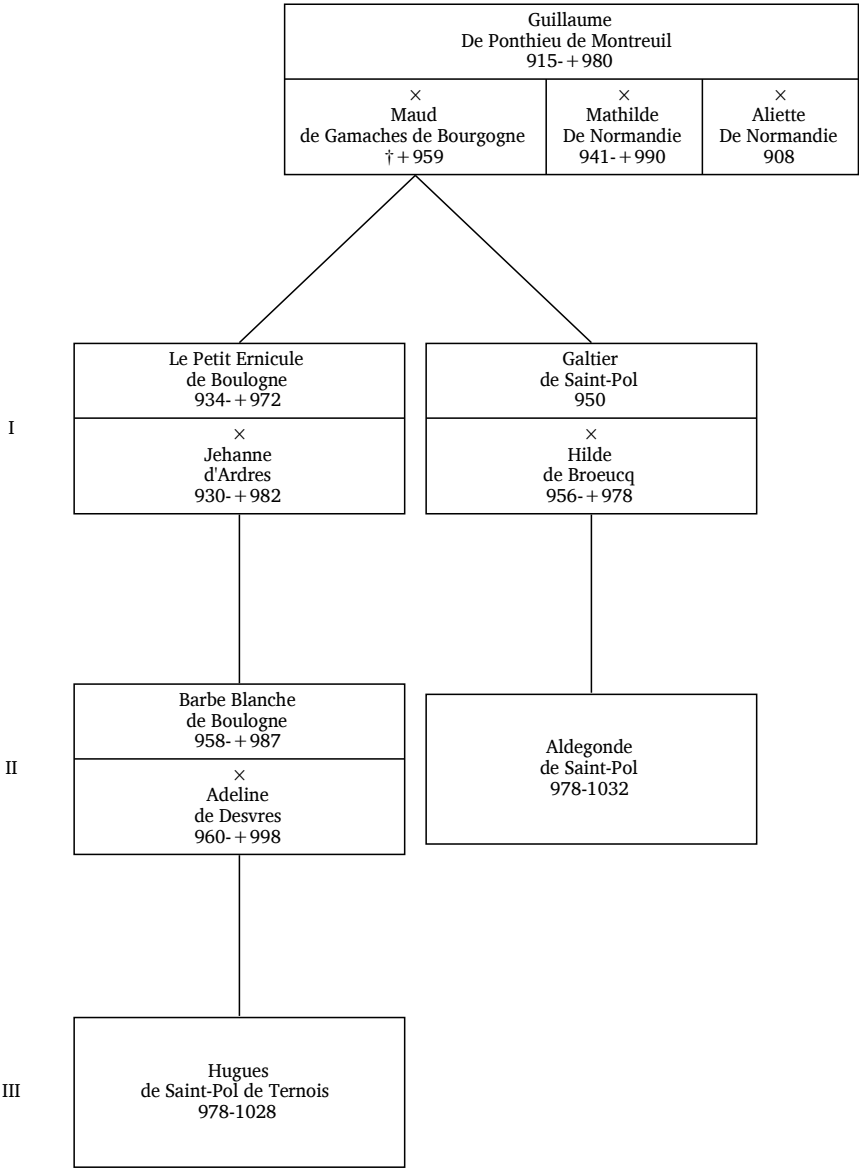 Guillaume
De Ponthieu de Montreuil
915-+980
×
Maud
de Gamaches de Bourgogne
†+959
×
Mathilde
De Normandie
941-+990
×
Aliette
De Normandie
908
I
Le Petit Ernicule
de Boulogne
934-+972
×
Jehanne
d'Ardres
930-+982
Galtier
de Saint-Pol
950
×
Hilde
de Broeucq
956-+978
II
Barbe Blanche
de Boulogne
958-+987
×
Adeline
de Desvres
960-+998
Aldegonde
de Saint-Pol
978-1032
III
Hugues
de Saint-Pol de Ternois
978-1028